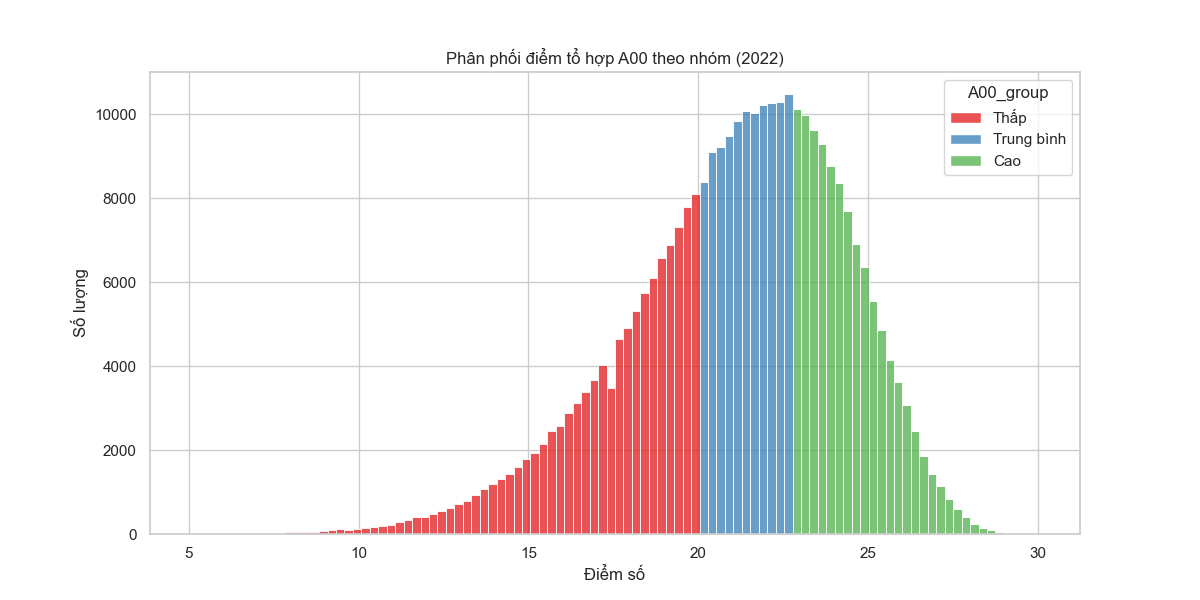 Phân phối điểm tổ hợp A00 theo nhóm (2022)
A00_group
Thấp
Trung bình
Cao
Số lượng
10000
8000
6000
4000
2000
0
5 10 15 20 25 30
Điểm số